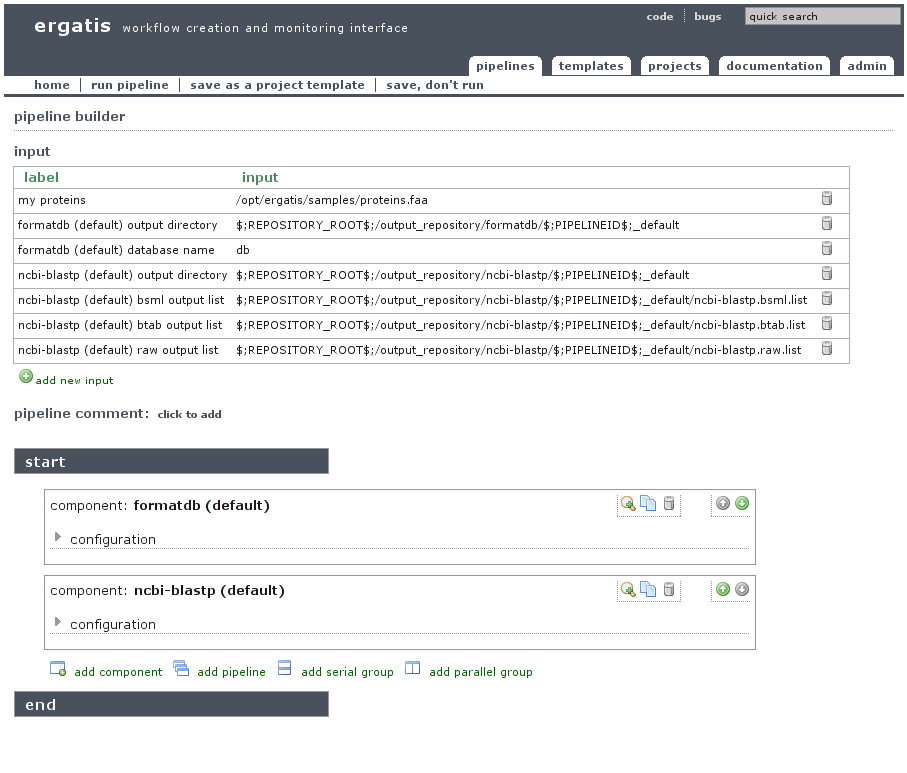 ergatis workflow creation and monitoring interface
code bugs quick search
pipelines templates projects documentation admin
home run pipeline save as a project template save, don't run
pipeline builder
input
label input
my proteins /opt/ergatis/samples/proteins.faa
formatdb (default) output directory $;REPOSITORY_ROOT$;/output_repository/formatdb/$;PIPELINEID$;_default
formatdb (default) database name db
ncbi-blastp (default) output directory $;REPOSITORY_ROOT$;/output_repository/ncbi-blastp/$;PIPELINEID$;_default
ncbi-blastp (default) bsml output list $;REPOSITORY_ROOT$;/output_repository/ncbi-blastp/$;PIPELINEID$;_default/ncbi-blastp.bsml.list
ncbi-blastp (default) btab output list $;REPOSITORY_ROOT$;/output_repository/ncbi-blastp/$;PIPELINEID$;_default/ncbi-blastp.btab.list
ncbi-blastp (default) raw output list $;REPOSITORY_ROOT$;/output_repository/ncbi-blastp/$;PIPELINEID$;_default/ncbi-blastp.raw.list
add new input
pipeline comment: click to add
start
component: formatdb (default)
configuration
component: ncbi-blastp (default)
configuration
add component add pipeline add serial group add parallel group
end